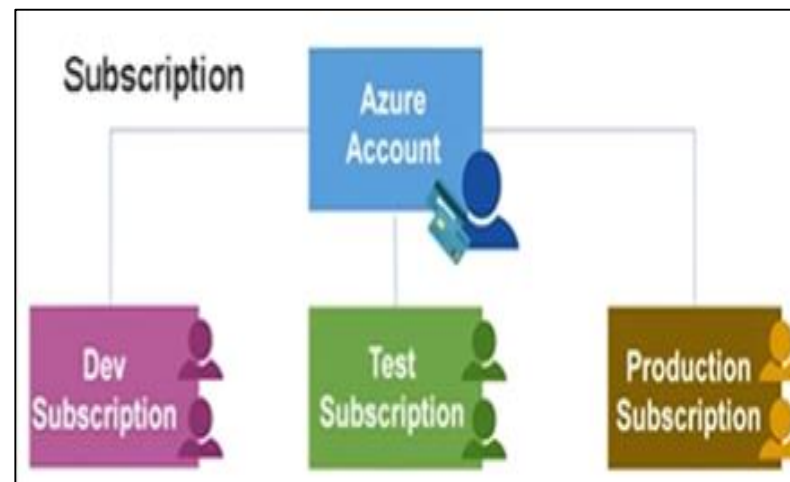 Subscription
Azure
Account
Dev
Subscription
Test
Subscription
Production
Subscription